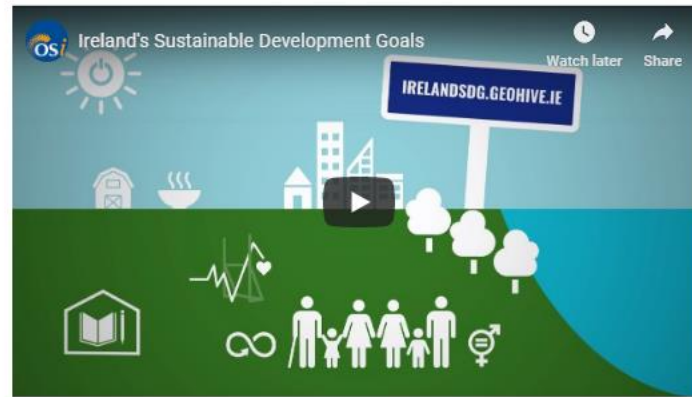 OSi
Ireland's Sustainable Development Goals
Watch later
Share
IRELANDSDG.GEOHIVE.IE